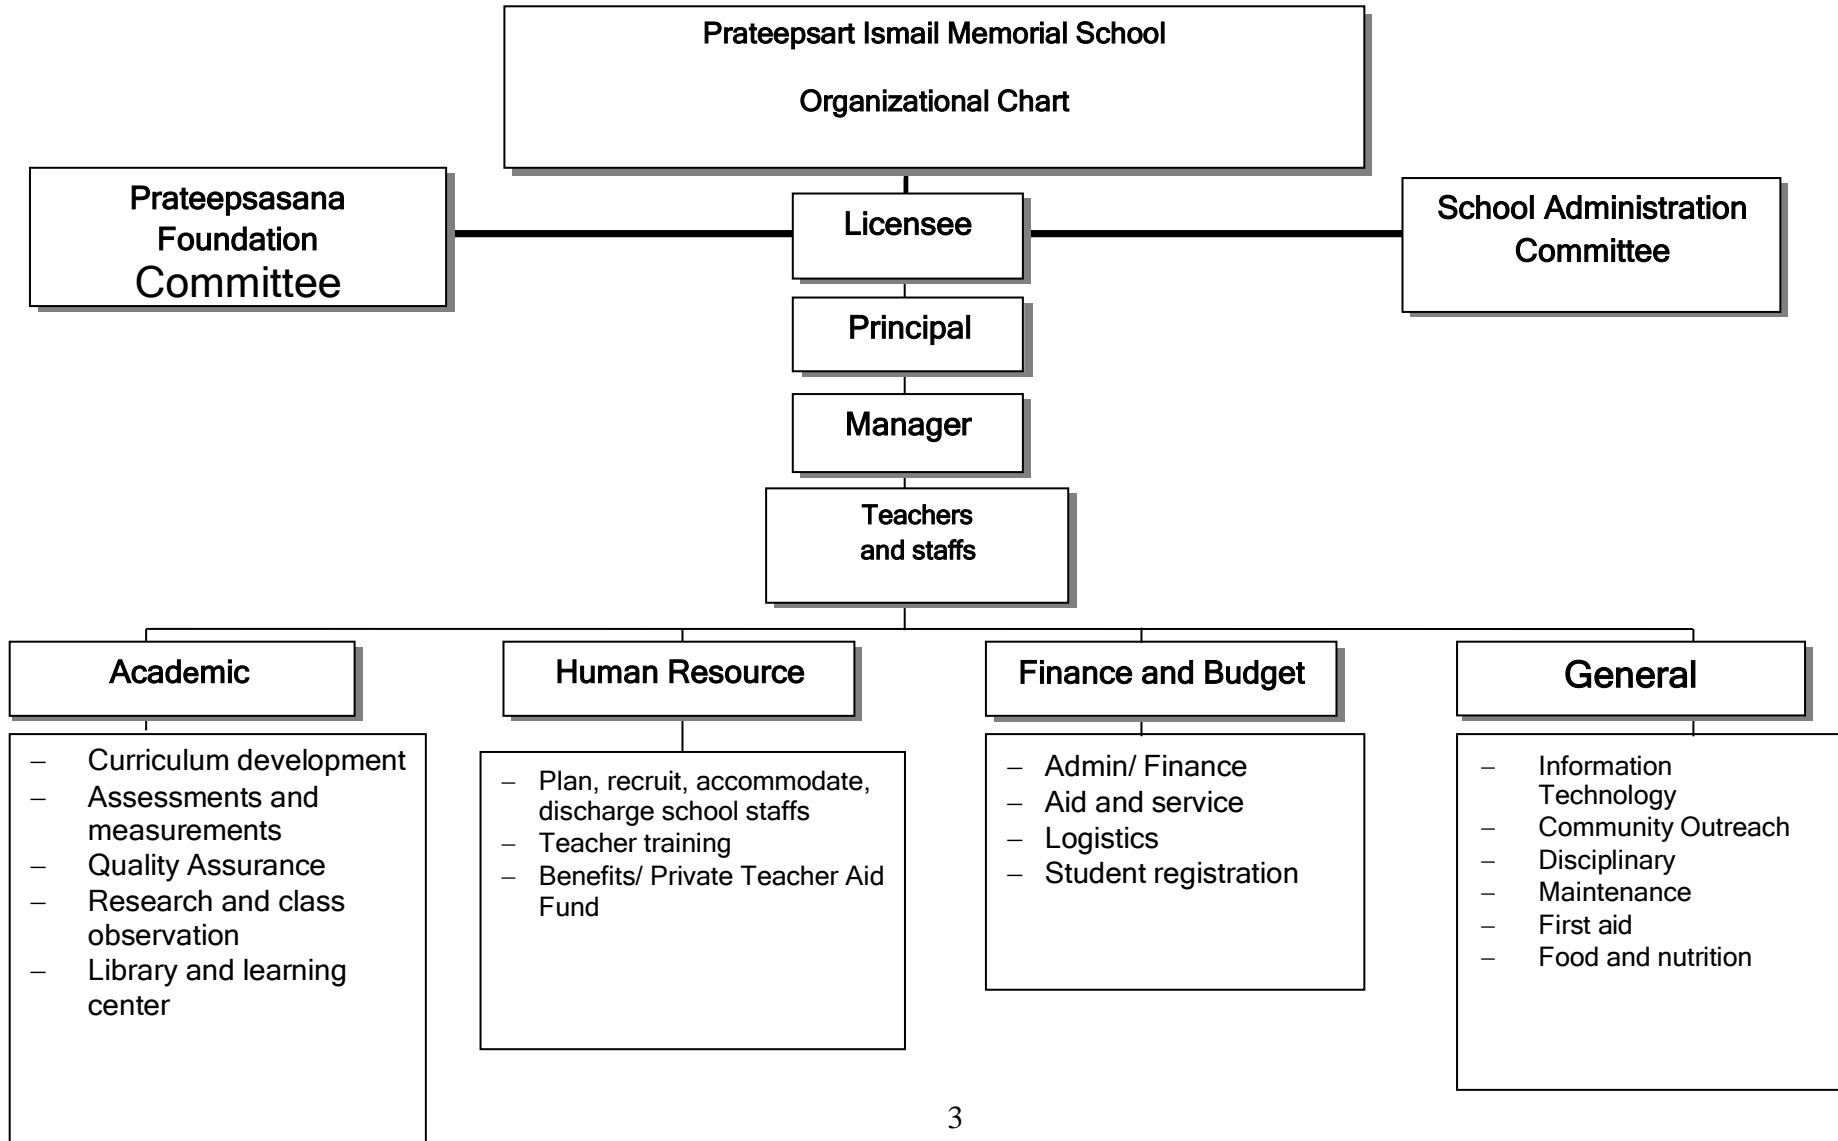 Prateepsart Ismail Memorial School
Organizational Chart
Prateepsasana
Foundation
Committee
Licensee
School Administration
Committee
Principal
Manager
Teachers
and staffs
Academic
– Curriculum development
– Assessments and
measurements
– Quality Assurance
– Research and class
observation
– Library and learning
center
Human Resource
– Plan, recruit, accommodate,
discharge school staffs
– Teacher training
– Benefits/ Private Teacher Aid
Fund
Finance and Budget
– Admin/ Finance
– Aid and service
– Logistics
– Student registration
General
– Information
Technology
– Community Outreach
– Disciplinary
– Maintenance
– First aid
– Food and nutrition
3